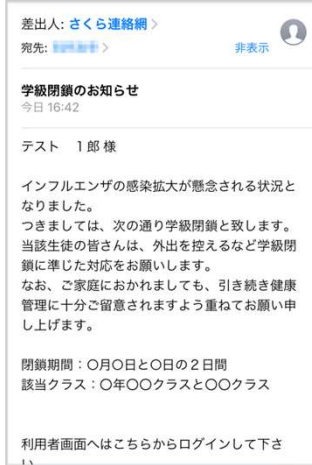 差出人: さくら連絡網
宛先:
非表示
学級閉鎖のお知らせ
今日 16:42
テスト　１郎 様
インフルエンザの感染拡大が懸念される状況と
なりました。
つきましては、次の通り学級閉鎖と致します。
当該生徒の皆さんは、外出を控えるなど学級閉
鎖に準じた対応をお願いします。
なお、ご家庭におかれましても、引き続き健康
管理に十分ご留意されますよう重ねてお願い申
し上げます。
閉鎖期間：〇月〇日と〇日の２日間
該当クラス：〇年〇〇クラスと〇〇クラス
利用者画面へはこちらからログインして下さ